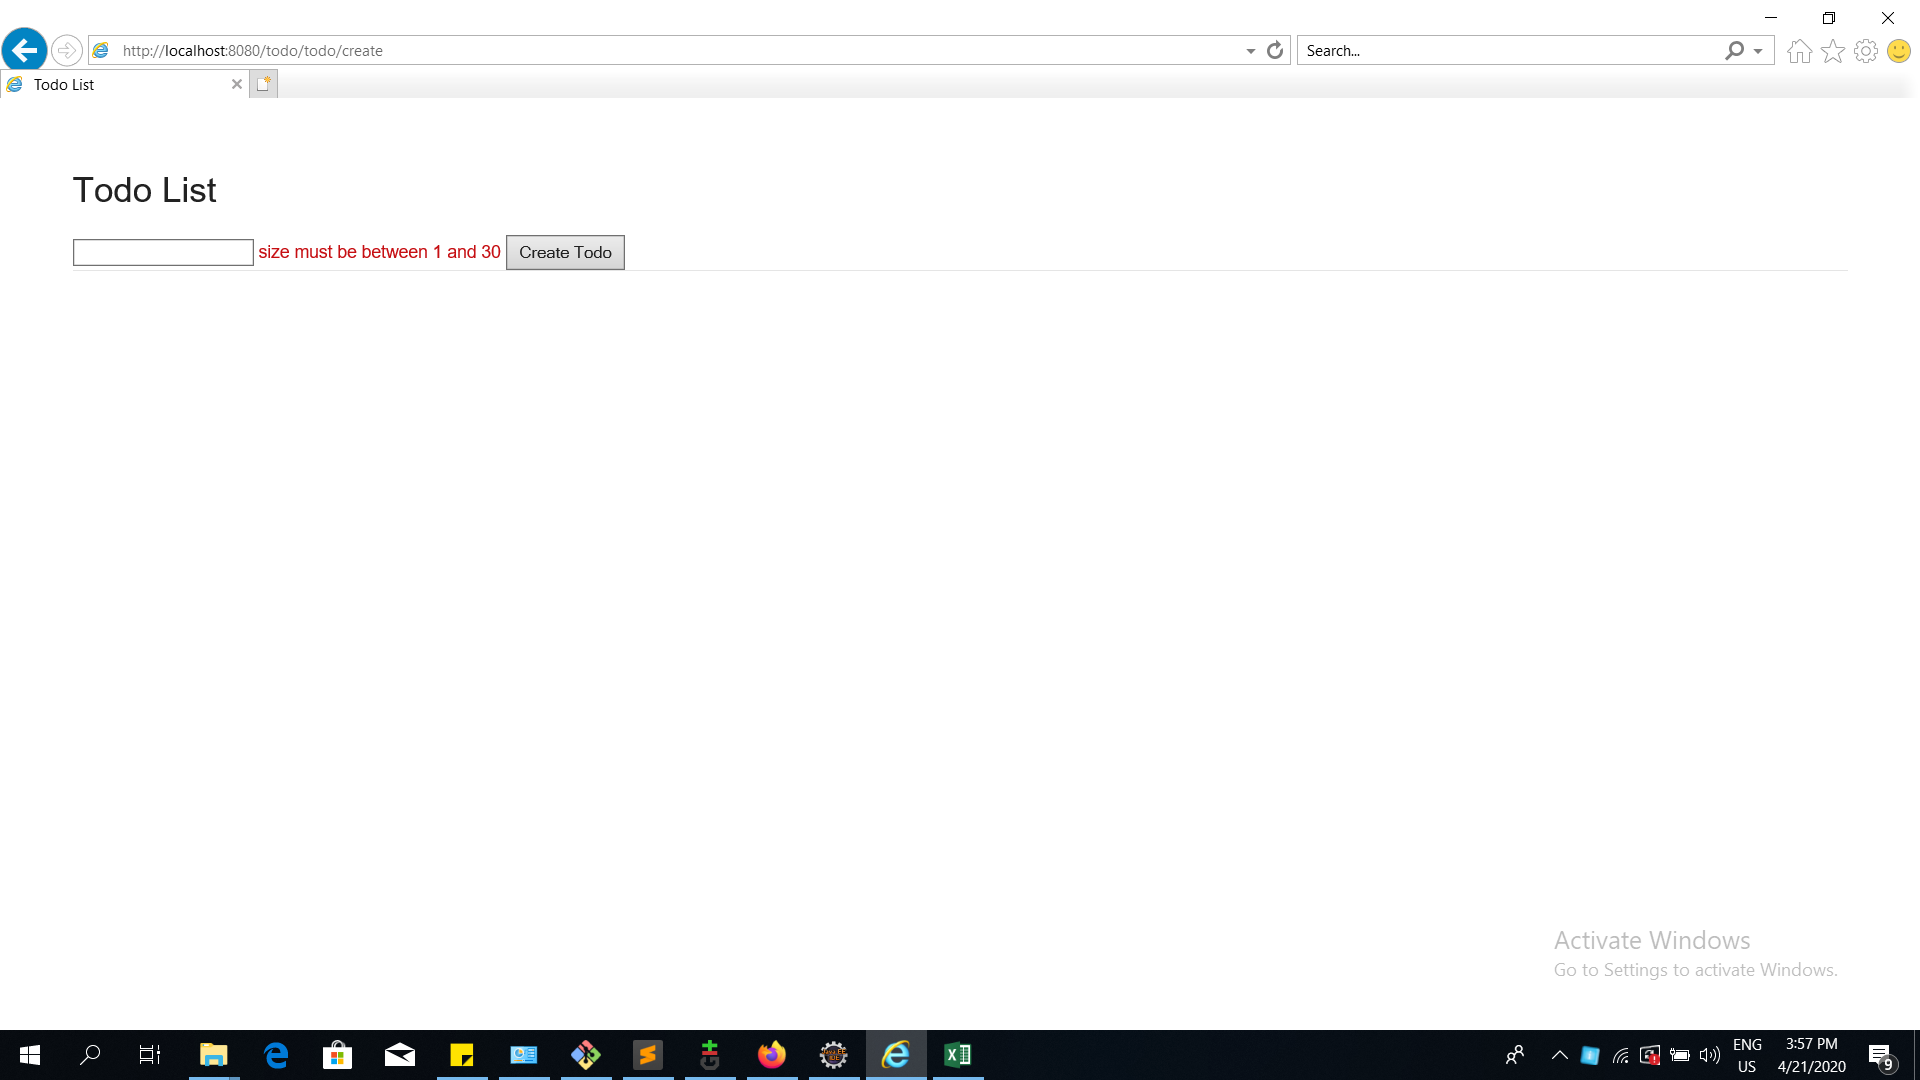 http://localhost:8080/todo/todo/create
Search...
Todo List
Todo List
size must be between 1 and 30
Create Todo
Activate Windows
Go to Settings to activate Windows.
ENG
US
3:57 PM
4/21/2020
9